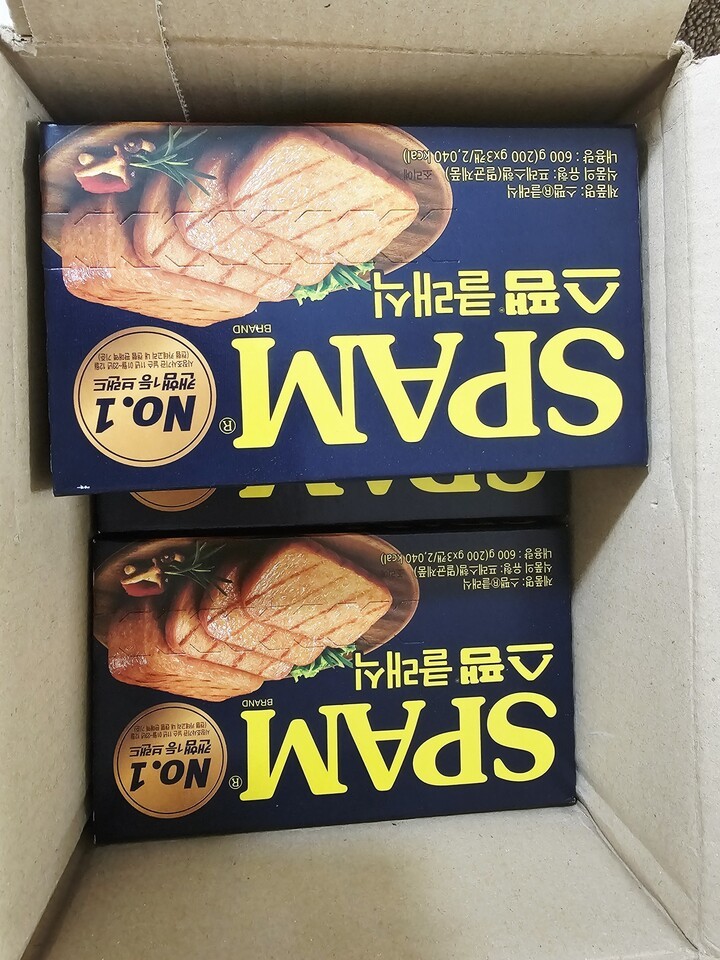 SPAM®
BRAND
스팸®클래식
NO.1
캔햄 1등 브랜드
제품명: 스팸®클래식
식품의 유형: 프레스햄(멸균제품) 조리예
내용량 : 600 g(200 gx3캔/2,040 kcal)
SPAM
SPAM®
BRAND
스팸®클래식
NO.1
캔햄 1등 브랜드
제품명: 스팸®클래식
식품의 유형: 프레스햄(멸균제품)
내용량 : 600 g(200 gx3캔/2,040 kcal)